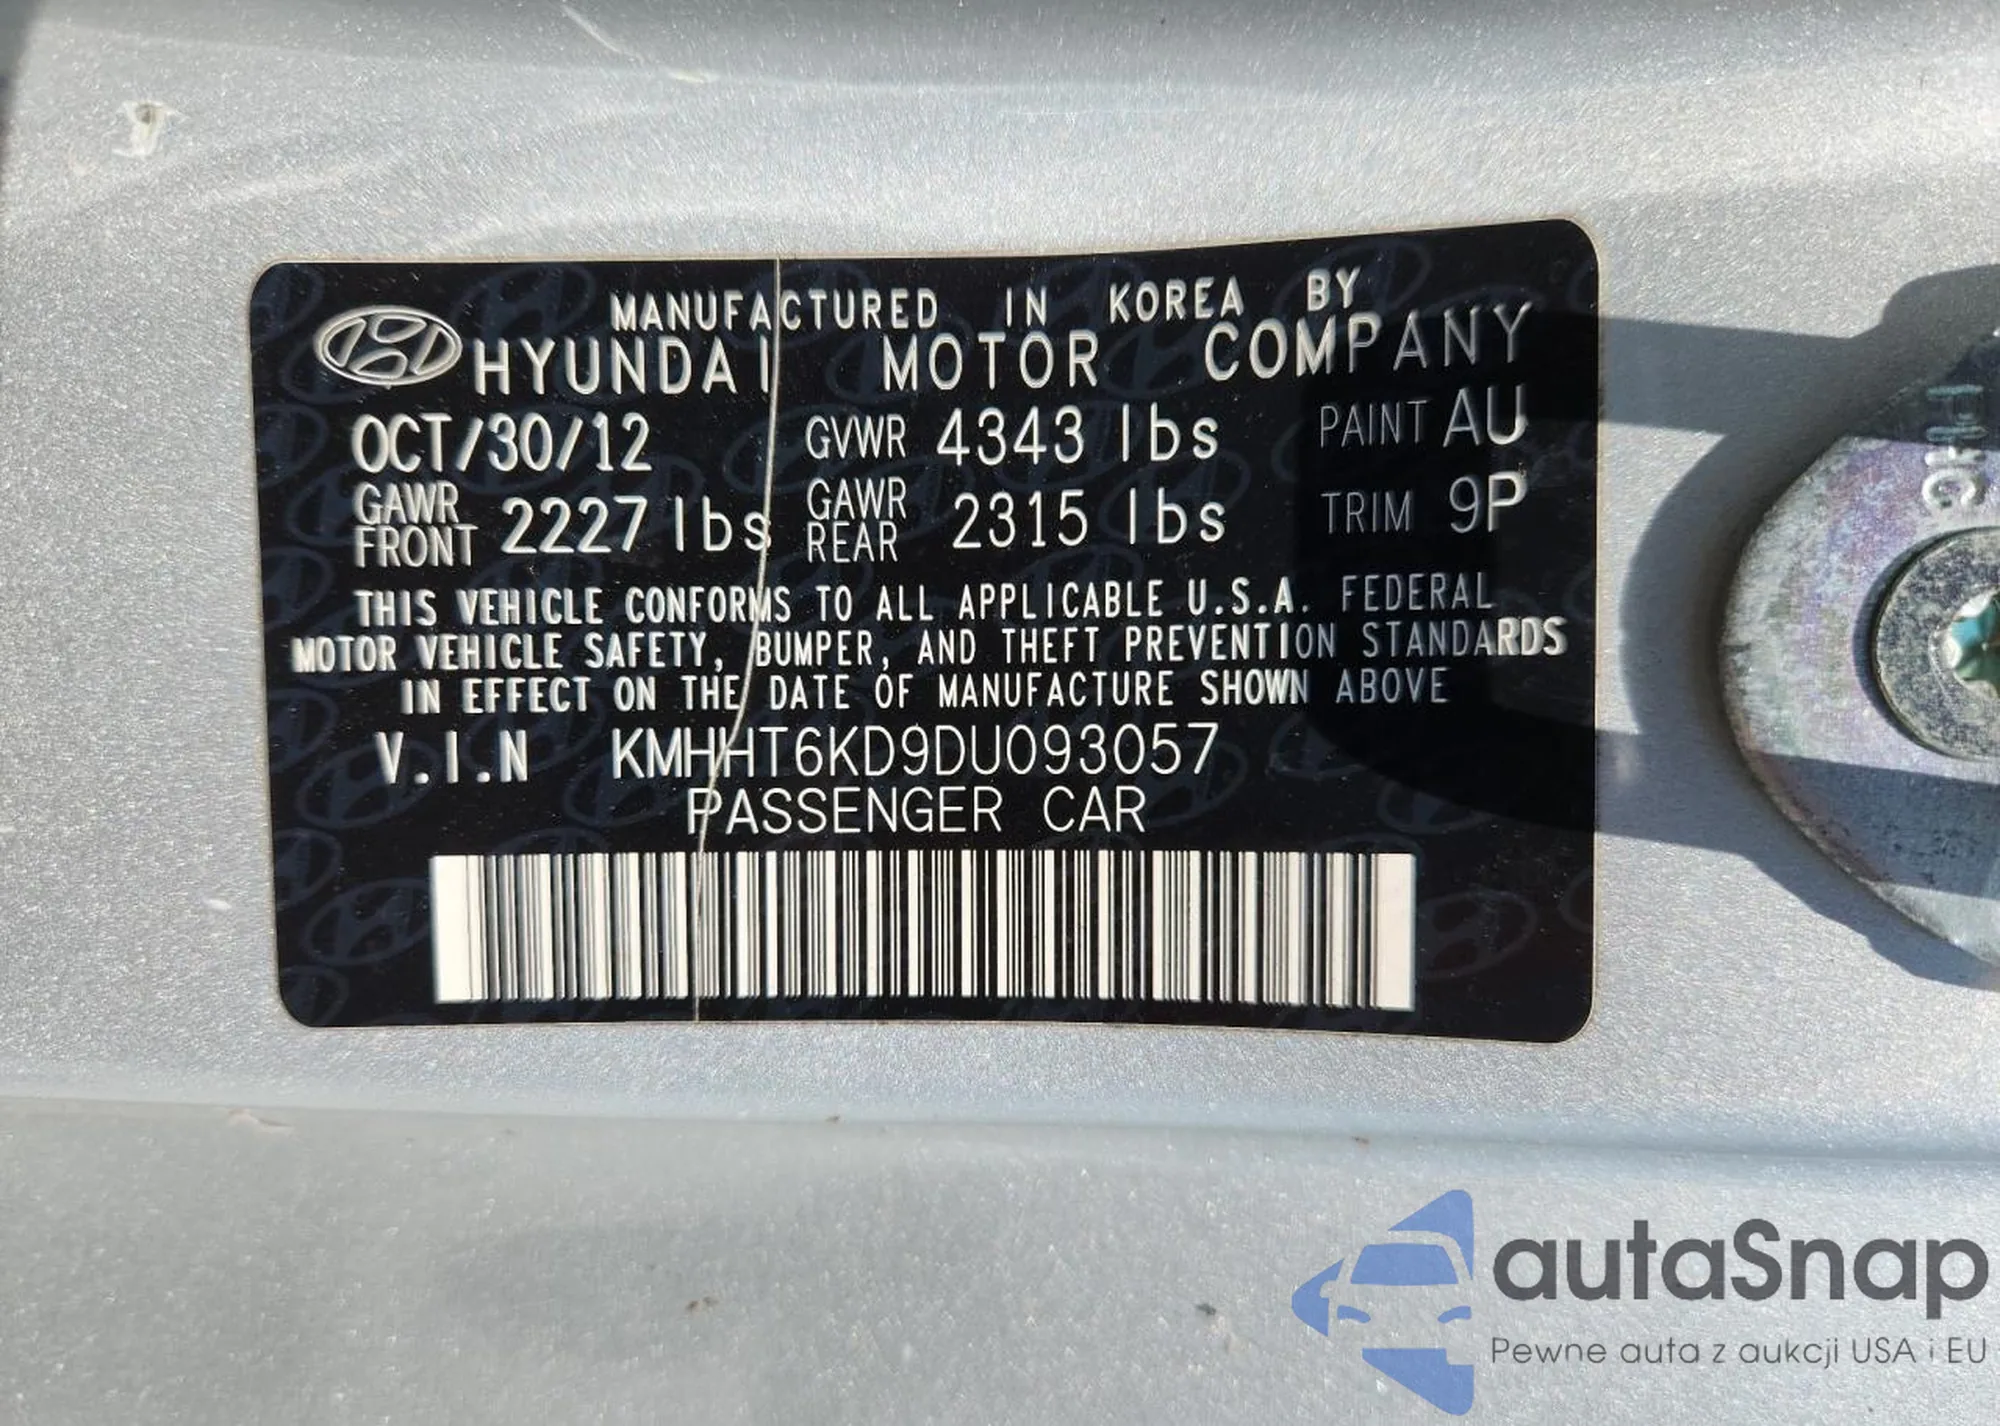 MANUFACTURED IN KOREA BY
HYUNDAI MOTOR COMPANY
OCT/30/12 GVWR 4343 lbs PAINT AU
GAWR FRONT 2227 lbs GAWR REAR 2315 lbs TRIM 9P
THIS VEHICLE CONFORMS TO ALL APPLICABLE U.S.A. FEDERAL
MOTOR VEHICLE SAFETY, BUMPER, AND THEFT PREVENTION STANDARDS
IN EFFECT ON THE DATE OF MANUFACTURE SHOWN ABOVE
V.I.N KMHHT6KD9DU093057
PASSENGER CAR
autaSnap
Pewne auta z aukcji USA i EU